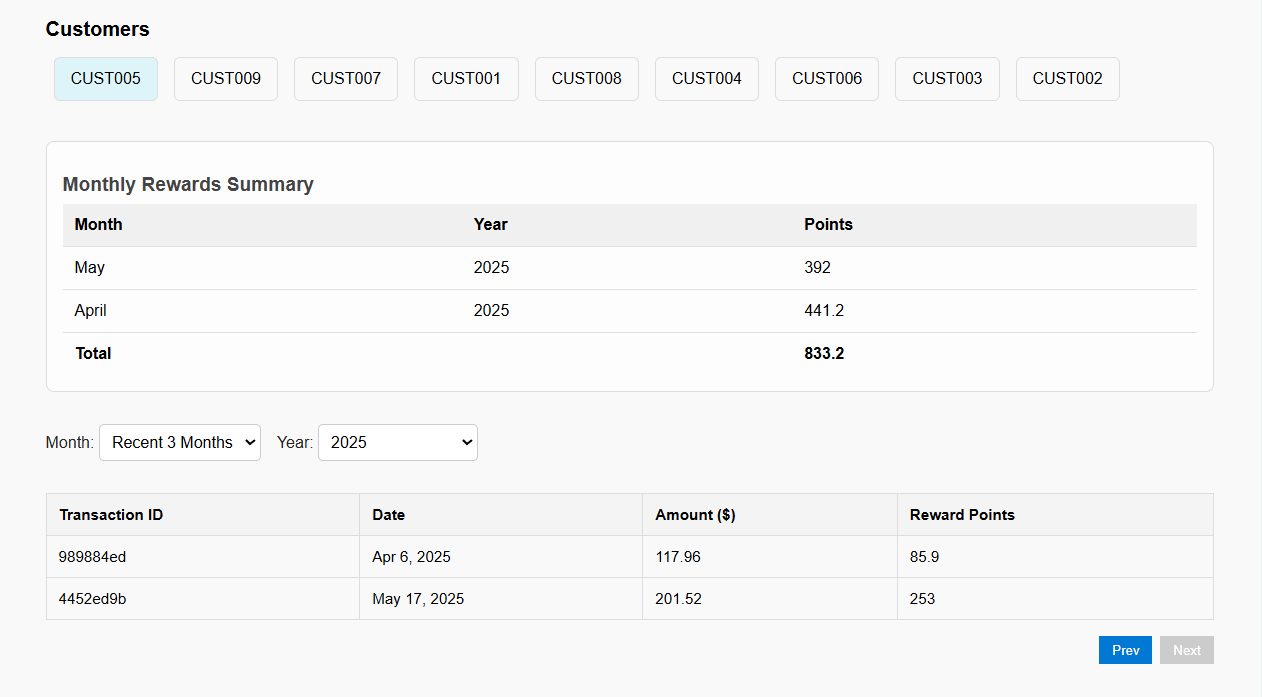 Customers
CUST005 CUST009 CUST007 CUST001 CUST008 CUST004 CUST006 CUST003 CUST002
Monthly Rewards Summary
Month Year Points
May 2025 392
April 2025 441.2
Total 833.2
Month: Recent 3 Months Year: 2025
Transaction ID Date Amount ($) Reward Points
989884ed Apr 6, 2025 117.96 85.9
4452ed9b May 17, 2025 201.52 253
Prev Next